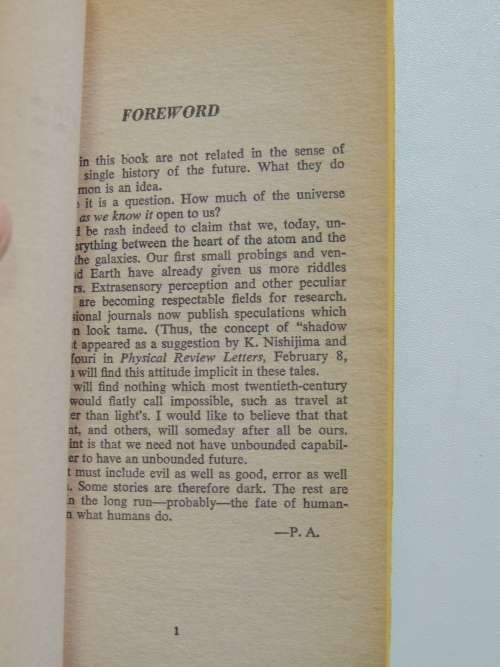 FOREWORD
in this book are not related in the sense of
single history of the future. What they do
mon is an idea.
it is a question. How much of the universe
as we know it open to us?
be rash indeed to claim that we, today, un-
erything between the heart of the atom and the
the galaxies. Our first small probings and ven-
Earth have already given us more riddles
rs. Extrasensory perception and other peculiar
are becoming respectable fields for research.
sional journals now publish speculations which
look tame. (Thus, the concept of "shadow
appeared as a suggestion by K. Nishijima and
fouri in Physical Review Letters, February 8,
will find this attitude implicit in these tales.
will find nothing which most twentieth-century
would flatly call impossible, such as travel at
er than light's. I would like to believe that that
nt, and others, will someday after all be ours.
int is that we need not have unbounded capabil-
er to have an unbounded future.
must include evil as well as good, error as well
Some stories are therefore dark. The rest are
in the long run—probably—the fate of human-
what humans do.
—P. A.
1